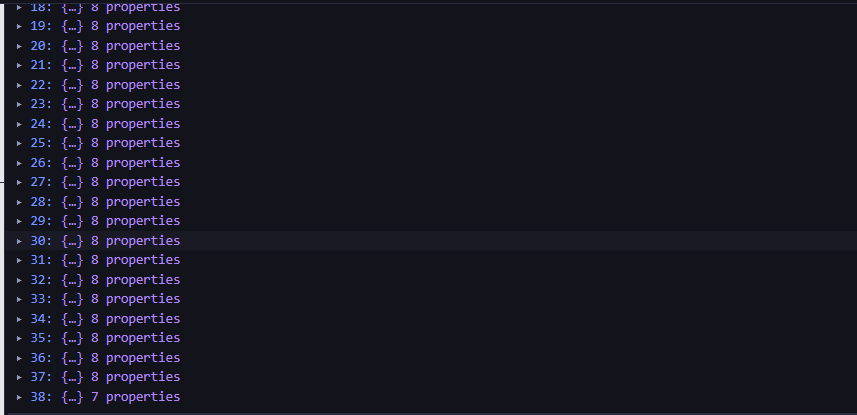 ▸ 18: {…} 8 properties
▸ 19: {…} 8 properties
▸ 20: {…} 8 properties
▸ 21: {…} 8 properties
▸ 22: {…} 8 properties
▸ 23: {…} 8 properties
▸ 24: {…} 8 properties
▸ 25: {…} 8 properties
▸ 26: {…} 8 properties
▸ 27: {…} 8 properties
▸ 28: {…} 8 properties
▸ 29: {…} 8 properties
▸ 30: {…} 8 properties
▸ 31: {…} 8 properties
▸ 32: {…} 8 properties
▸ 33: {…} 8 properties
▸ 34: {…} 8 properties
▸ 35: {…} 8 properties
▸ 36: {…} 8 properties
▸ 37: {…} 8 properties
▸ 38: {…} 7 properties